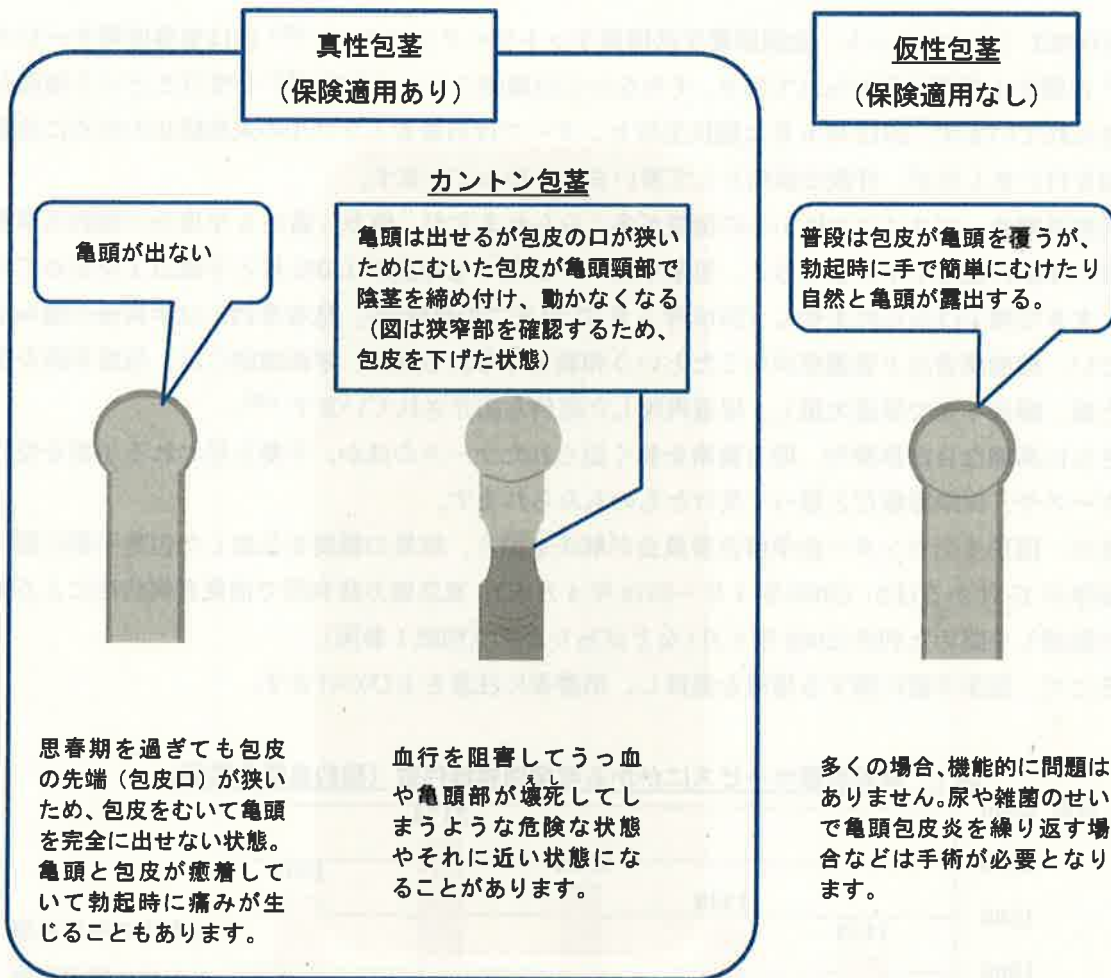 真性包茎
（保険適用あり）
亀頭が出ない
思春期を過ぎても包皮
の先端（包皮口）が狭い
ため、包皮をむいて亀頭
を完全に出せない状態。
亀頭と包皮が癒着して
いて勃起時に痛みが生
じることもあります。
カントン包茎
亀頭は出せるが包皮の口が狭い
ためにむいた包皮が亀頭頸部で
陰茎を締め付け、動かなくなる
（図は狭窄部を確認するため、
包皮を下げた状態）
血行を阻害してうっ血
や亀頭部が壊死してし
まうような危険な状態
やそれに近い状態にな
ることがあります。
仮性包茎
（保険適用なし）
普段は包皮が亀頭を覆うが、
勃起時に手で簡単にむけたり
自然と亀頭が露出する。
多くの場合、機能的に問題は
ありません。尿や雑菌のせい
で亀頭包皮炎を繰り返す場
合などは手術が必要となり
ます。